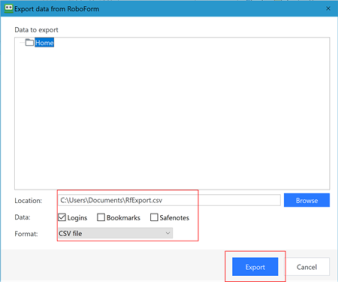 Export data from RoboForm
Data to export
Home
Location: C:\Users\Documents\RfExport.csv Browse
Data: Logins Bookmarks Safenotes
Format: CSV file
Export Cancel